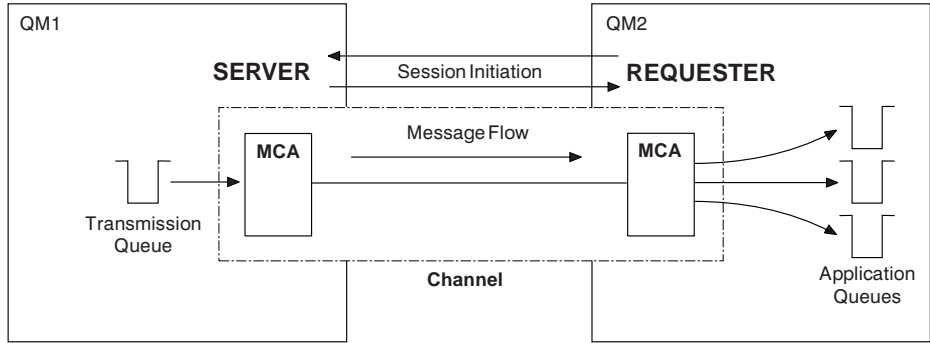 QM1
QM2
SERVER
Session Initiation
REQUESTER
Message Flow
MCA
MCA
Transmission
Queue
Channel
Application
Queues